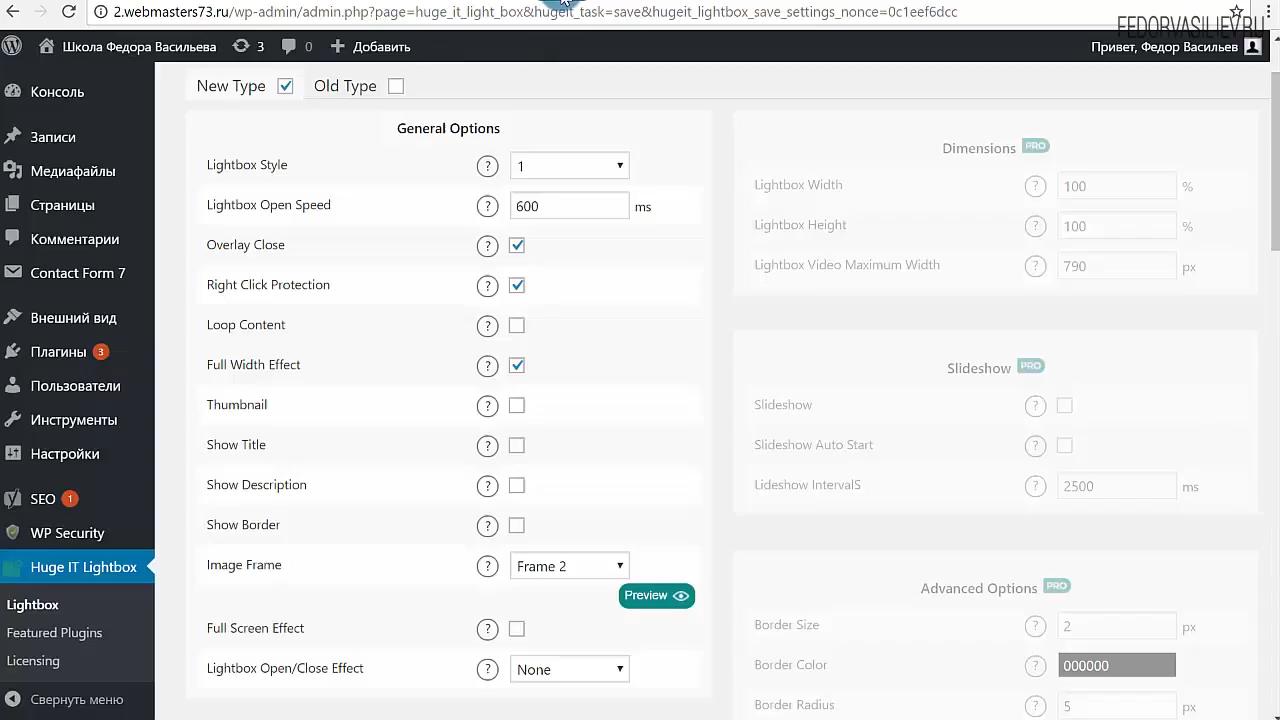 2.webmasters73.ru/wp-admin/admin.php?page=huge_it_light_box&hugeit_task=save&hugeit_lightbox_save_settings_nonce=0c1eef6dcc
FEDORVASILIEV.RU
Школа Федора Васильева 3 0 Добавить
Привет, Федор Васильев
Консоль
Записи
Медиафайлы
Страницы
Комментарии
Contact Form 7
Внешний вид
Плагины 3
Пользователи
Инструменты
Настройки
SEO 1
WP Security
Huge IT Lightbox
Lightbox
Featured Plugins
Licensing
Свернуть меню
New Type Old Type
General Options
Lightbox Style ? 1
Lightbox Open Speed ? 600 ms
Overlay Close ?
Right Click Protection ?
Loop Content ?
Full Width Effect ?
Thumbnail ?
Show Title ?
Show Description ?
Show Border ?
Image Frame ? Frame 2
Preview
Full Screen Effect ?
Lightbox Open/Close Effect ? None
Dimensions PRO
Lightbox Width ? 100 %
Lightbox Height ? 100 %
Lightbox Video Maximum Width ? 790 px
Slideshow PRO
Slideshow ?
Slideshow Auto Start ?
Lideshow IntervalS ? 2500 ms
Advanced Options PRO
Border Size ? 2 px
Border Color ? 000000
Border Radius ? 5 px